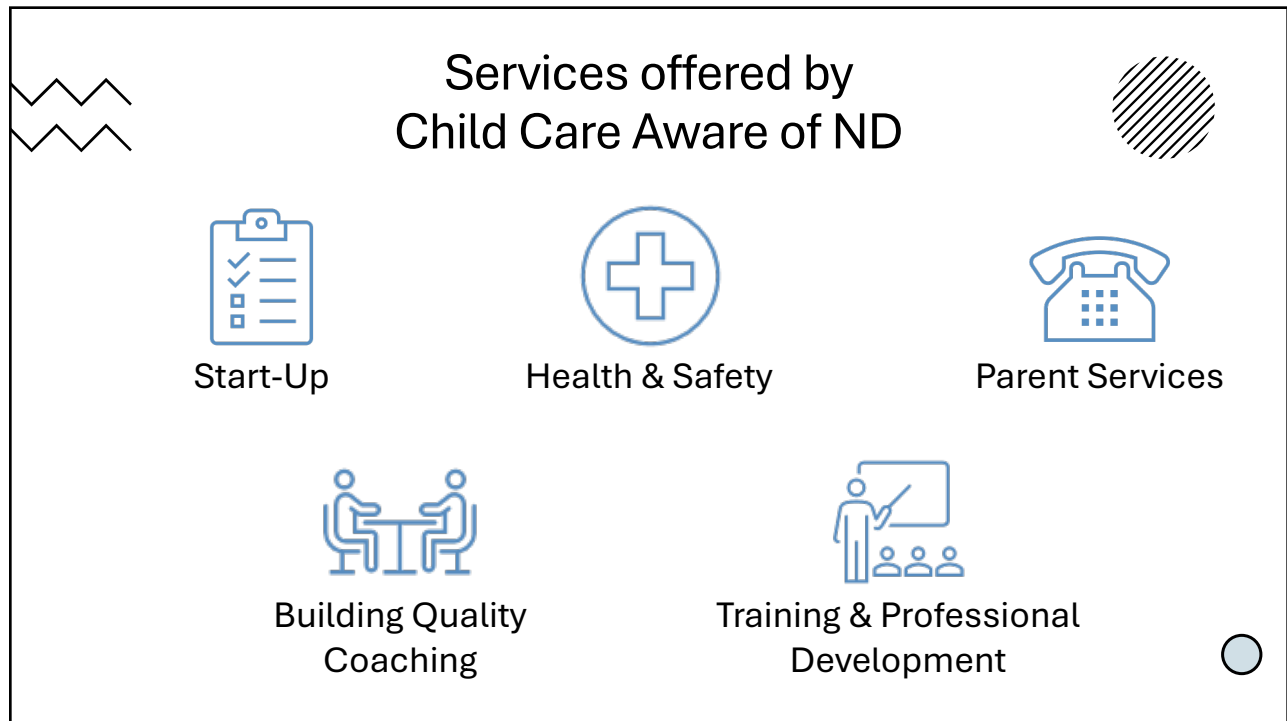 Services offered by
Child Care Aware of ND
Start-Up
Health & Safety
Parent Services
Building Quality
Coaching
Training & Professional
Development